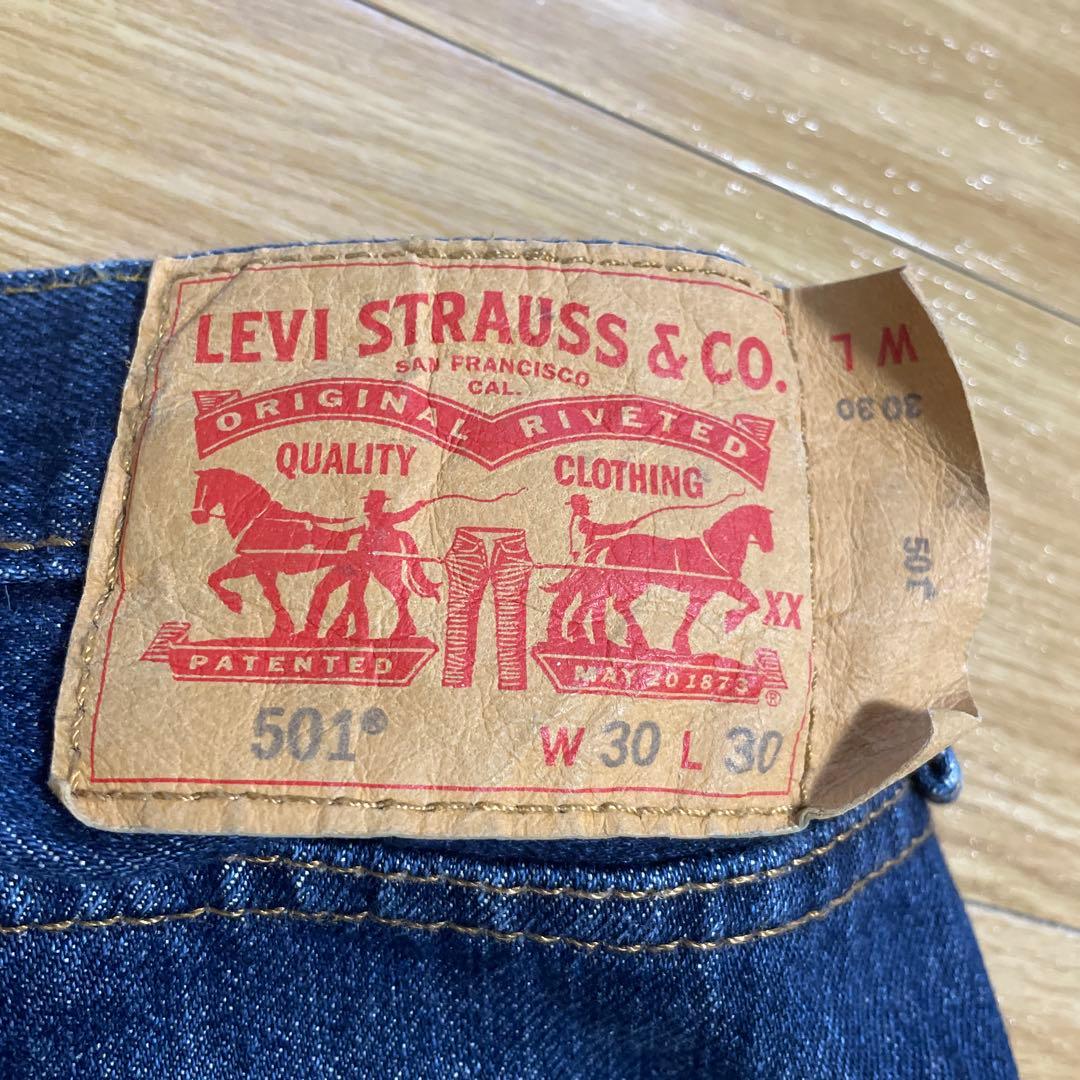 LEVI STRAUSS & CO.
SAN FRANCISCO
CAL.
ORIGINAL RIVETED
QUALITY CLOTHING
XX
PATENTED MAY 20 1873 ®
501® W 30 L 30
W L
30 30
501